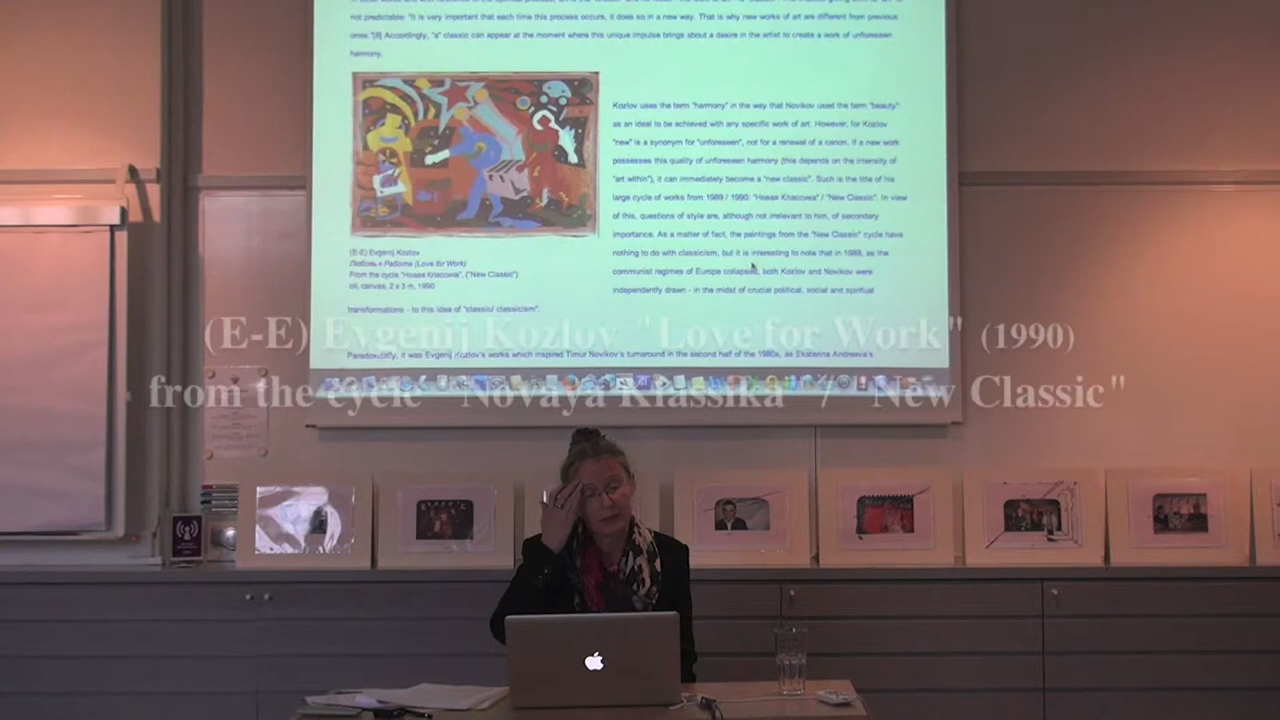 not predictable: "It is very important that each time this process occurs, it does so in a new way. That is why new works of art are different from previous
ones."[8] Accordingly, "a" classic can appear at the moment where this unique impulse brings about a desire in the artist to create a work of unforeseen
harmony.
Kozlov uses the term "harmony" in the way that Novikov used the term "beauty":
as an ideal to be achieved with any specific work of art. However, for Kozlov
"new" is a synonym for "unforeseen", not for a renewal of a canon. If a new work
possesses this quality of unforeseen harmony (this depends on the intensity of
"art within"), it can immediately become a "new classic". Such is the title of his
large cycle of works from 1989 / 1990: "Новая Классика" / "New Classic". In view
of this, questions of style are, although not irrelevant to him, of secondary
importance. As a matter of fact, the paintings from the "New Classic" cycle have
nothing to do with classicism, but it is interesting to note that in 1989, as the
communist regimes of Europe collapsed, both Kozlov and Novikov were
independently drawn - in the midst of crucial political, social and spiritual
transformations - to this idea of "classic/ classicism".
(E-E) Evgenij Kozlov
Любовь к Работе (Love for Work)
From the cycle "Новая Классика", ("New Classic")
oil, canvas, 2 x 3 m, 1990
Paradoxically, it was Evgenij Kozlov's works which inspired Timur Novikov's turnaround in the second half of the 1980s, as Ekaterina Andreeva's
(E-E) Evgenij Kozlov "Love for Work" (1990)
from the cycle "Novaya Klassika" / "New Classic"